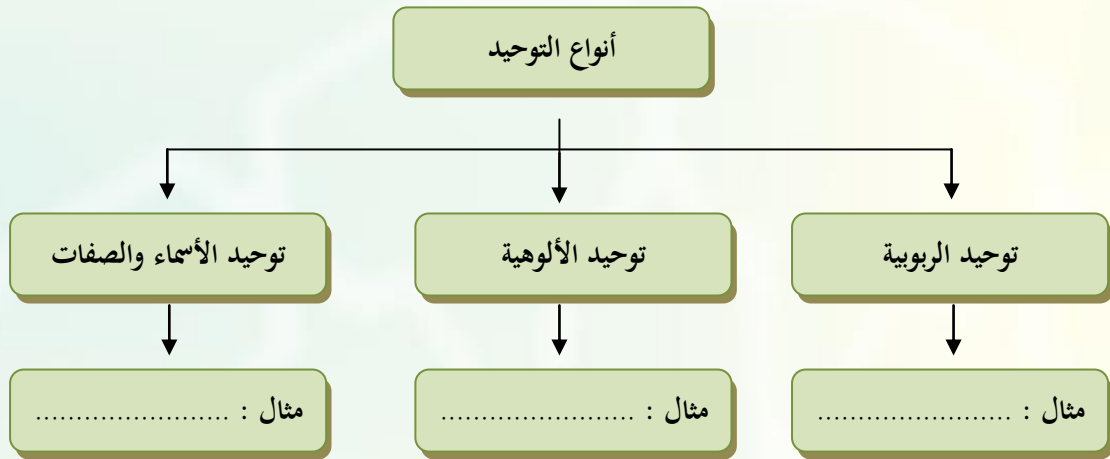 أنواع التوحيد
توحيد الربوبية
توحيد الألوهية
توحيد الأسماء والصفات
مثال : ........................
مثال : ........................
مثال : ........................